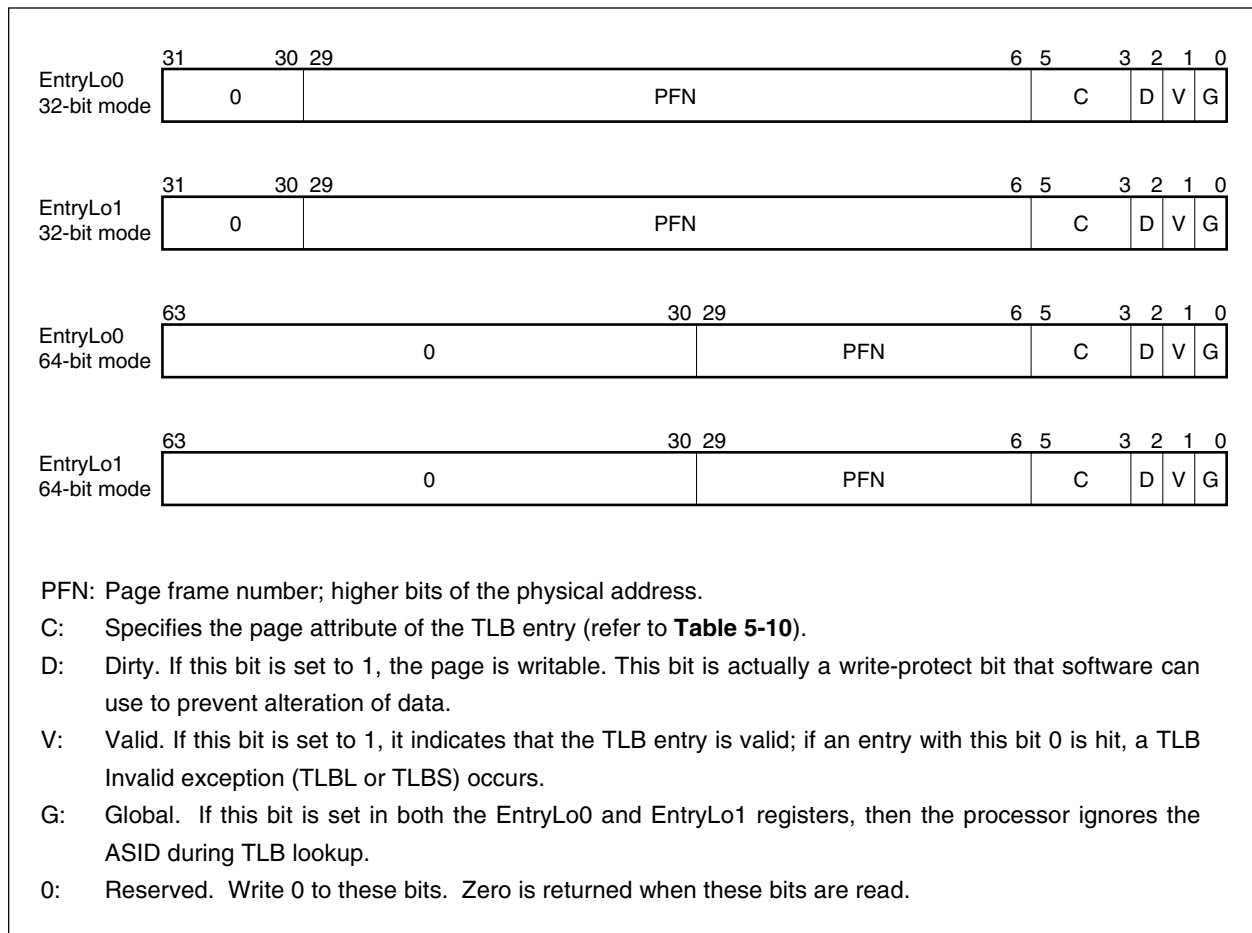 31 30 29 6 5 3 2 1 0
EntryLo0
32-bit mode
0 PFN C D V G
31 30 29 6 5 3 2 1 0
EntryLo1
32-bit mode
0 PFN C D V G
63 30 29 6 5 3 2 1 0
EntryLo0
64-bit mode
0 PFN C D V G
63 30 29 6 5 3 2 1 0
EntryLo1
64-bit mode
0 PFN C D V G
PFN: Page frame number; higher bits of the physical address.
C: Specifies the page attribute of the TLB entry (refer to Table 5-10).
D: Dirty. If this bit is set to 1, the page is writable. This bit is actually a write-protect bit that software can
use to prevent alteration of data.
V: Valid. If this bit is set to 1, it indicates that the TLB entry is valid; if an entry with this bit 0 is hit, a TLB
Invalid exception (TLBL or TLBS) occurs.
G: Global. If this bit is set in both the EntryLo0 and EntryLo1 registers, then the processor ignores the
ASID during TLB lookup.
0: Reserved. Write 0 to these bits. Zero is returned when these bits are read.